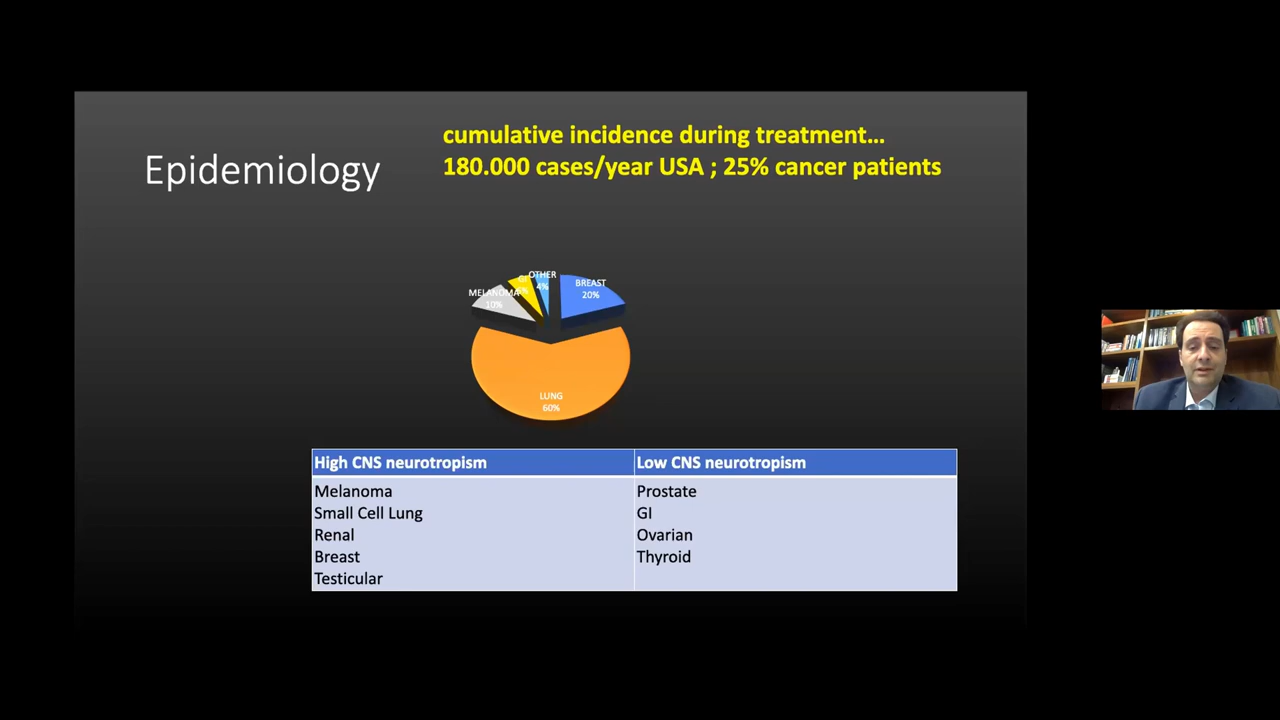 Epidemiology
cumulative incidence during treatment...
180.000 cases/year USA ; 25% cancer patients
OTHER
4%
BREAST
20%
MELANOMA
10%
LUNG
60%
High CNS neurotropism
Low CNS neurotropism
Melanoma
Small Cell Lung
Renal
Breast
Testicular
Prostate
GI
Ovarian
Thyroid